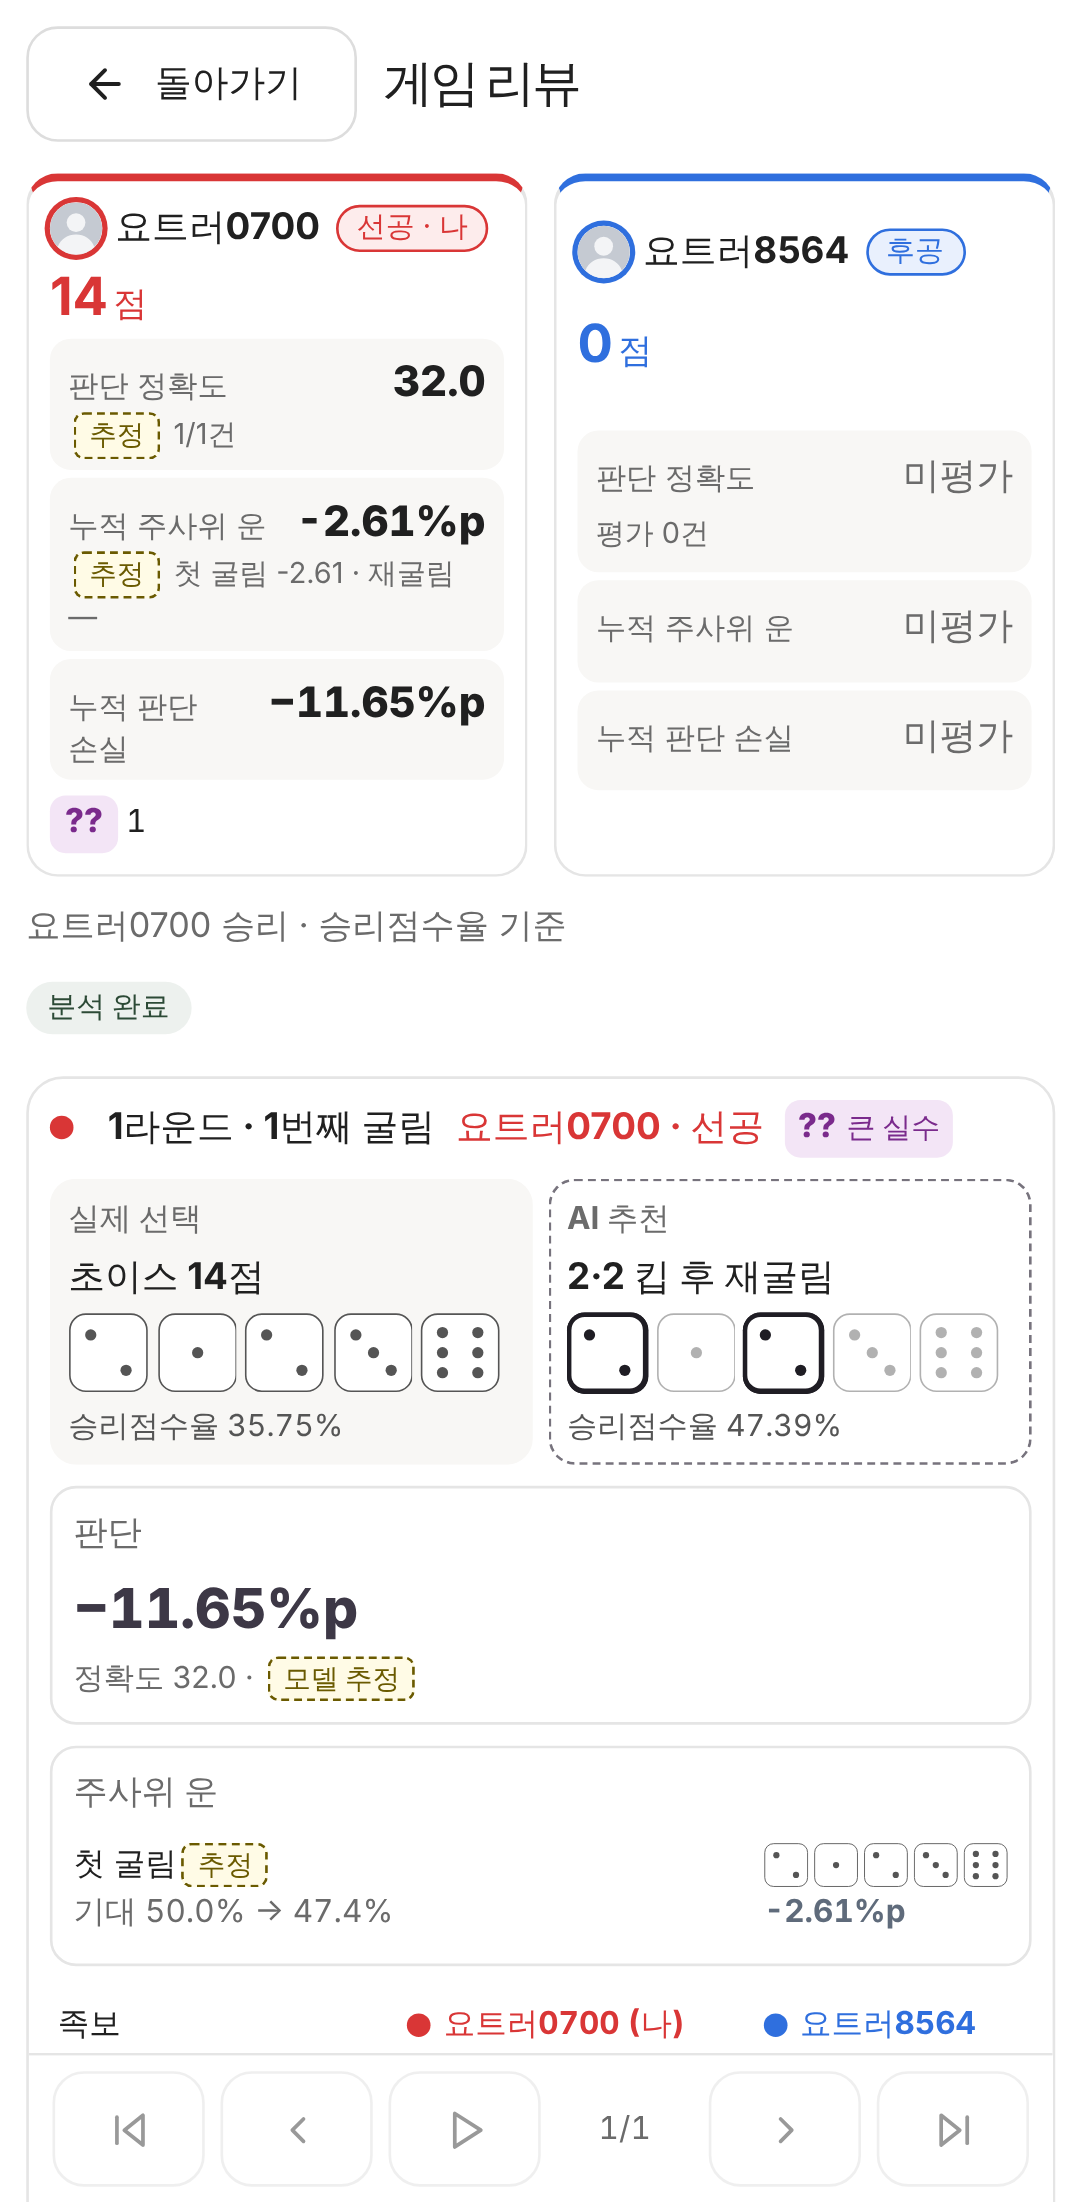 돌아가기
게임 리뷰
요트러0700 선공 · 나
14점
판단 정확도 32.0
추정 1/1건
누적 주사위 운 -2.61%p
추정 첫 굴림 -2.61 · 재굴림
—
누적 판단 −11.65%p
손실
?? 1
요트러8564 후공
0점
판단 정확도 미평가
평가 0건
누적 주사위 운 미평가
누적 판단 손실 미평가
요트러0700 승리 · 승리점수율 기준
분석 완료
1라운드 · 1번째 굴림 요트러0700 · 선공 ?? 큰 실수
실제 선택
초이스 14점
승리점수율 35.75%
AI 추천
2·2 킵 후 재굴림
승리점수율 47.39%
판단
−11.65%p
정확도 32.0 · 모델 추정
주사위 운
첫 굴림 추정
기대 50.0% → 47.4% -2.61%p
족보 요트러0700 (나) 요트러8564
1/1